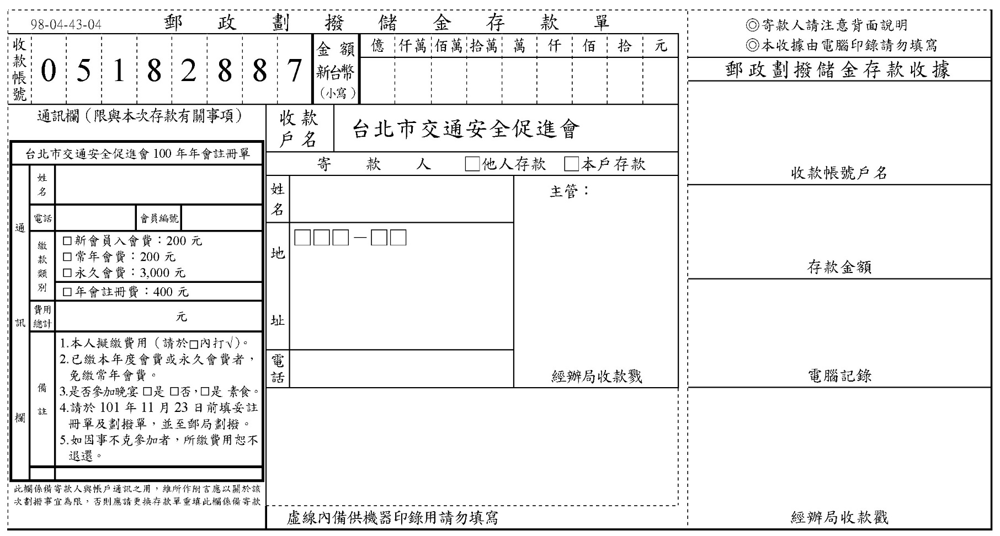 98-04-43-04
郵政劃撥儲金存款單
收款帳號
0 5 1 8 2 8 8 7
金額
新台幣
（小寫）
億 仟萬 佰萬 拾萬 萬 仟 佰 拾 元
通訊欄（限與本次存款有關事項）
台北市交通安全促進會 100 年年會註冊單
通訊欄
姓名
電話
會員編號
繳款類別
□新會員入會費：200 元
□常年會費：200 元
□永久會費：3,000 元
□年會註冊費：400 元
費用總計
元
備註
1.本人擬繳費用（請於□內打√）。
2.已繳本年度會費或永久會費者，
免繳常年會費。
3.是否參加晚宴 □是 □否，□是 素食。
4.請於 101 年 11 月 23 日前填妥註
冊單及劃撥單，並至郵局劃撥。
5.如因事不克參加者，所繳費用恕不
退還。
此欄係備寄款人與帳戶通訊之用，維所作附言應以關於該
次劃撥事宜為限，否則應請更換存款單重填此欄係備寄款
收款戶名
台北市交通安全促進會
寄款人 □他人存款 □本戶存款
姓名
主管：
地址
□□□－□□
電話
經辦局收款戳
虛線內備供機器印錄用請勿填寫
◎寄款人請注意背面說明
◎本收據由電腦印錄請勿填寫
郵政劃撥儲金存款收據
收款帳號戶名
存款金額
電腦記錄
經辦局收款戳